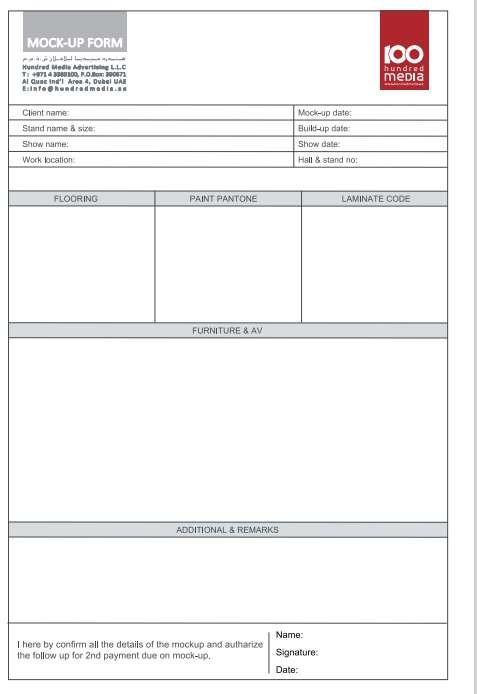 MOCK-UP FORM
100
hundred
media
Hundred Media Advertising L.L.C
T: +971 4 3388100, P.O.Box: 390671
Al Quoz Ind'l Area 4, Dubai UAE
E:info@hundredmedia.ae
Client name:
Mock-up date:
Stand name & size:
Build-up date:
Show name:
Show date:
Work location:
Hall & stand no:
FLOORING
PAINT PANTONE
LAMINATE CODE
FURNITURE & AV
ADDITIONAL & REMARKS
I here by confirm all the details of the mockup and autharize
the follow up for 2nd payment due on mock-up.
Name:
Signature:
Date: